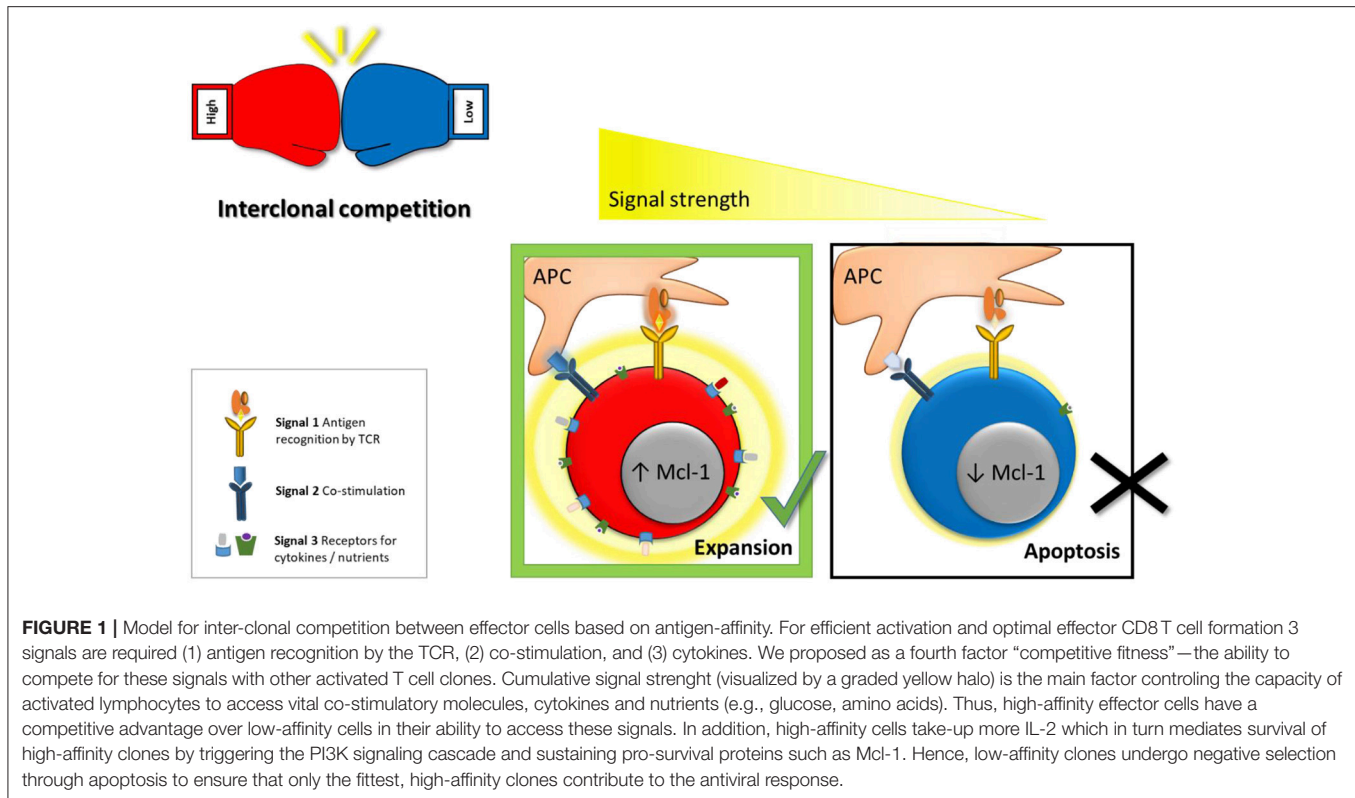 High
Low
Interclonal competition
Signal strength
APC
APC
Signal 1 Antigen
recognition by TCR
Signal 2 Co-stimulation
Signal 3 Receptors for
cytokines / nutrients
↑ Mcl-1
↓ Mcl-1
Expansion
Apoptosis
FIGURE 1 | Model for inter-clonal competition between effector cells based on antigen-affinity. For efficient activation and optimal effector CD8 T cell formation 3
signals are required (1) antigen recognition by the TCR, (2) co-stimulation, and (3) cytokines. We proposed as a fourth factor “competitive fitness”—the ability to
compete for these signals with other activated T cell clones. Cumulative signal strenght (visualized by a graded yellow halo) is the main factor controling the capacity of
activated lymphocytes to access vital co-stimulatory molecules, cytokines and nutrients (e.g., glucose, amino acids). Thus, high-affinity effector cells have a
competitive advantage over low-affinity cells in their ability to access these signals. In addition, high-affinity cells take-up more IL-2 which in turn mediates survival of
high-affinity clones by triggering the PI3K signaling cascade and sustaining pro-survival proteins such as Mcl-1. Hence, low-affinity clones undergo negative selection
through apoptosis to ensure that only the fittest, high-affinity clones contribute to the antiviral response.